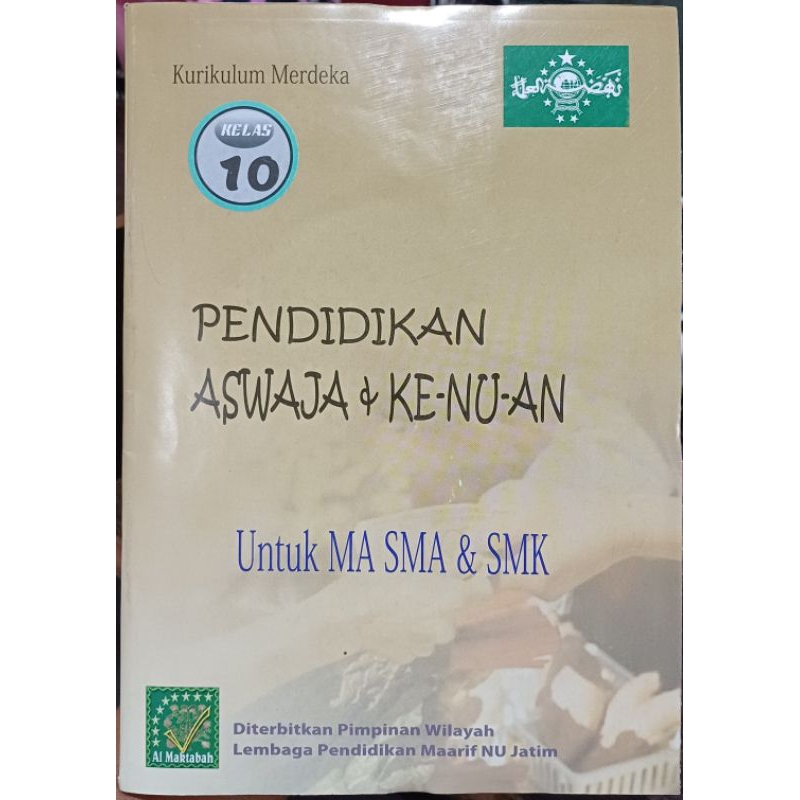 Kurikulum Merdeka
KELAS
10
PENDIDIKAN
ASWAJA & KE-NU-AN
Untuk MA SMA & SMK
Al Maktabah
Diterbitkan Pimpinan Wilayah
Lembaga Pendidikan Maarif NU Jatim